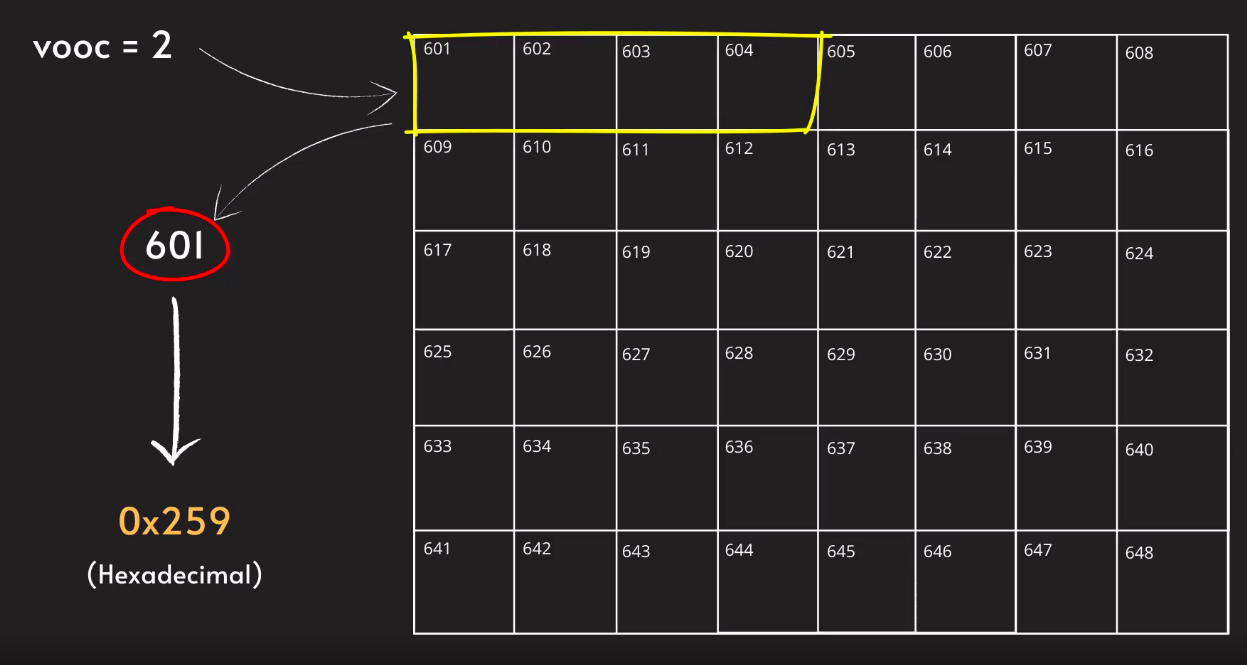 vooc = 2
601
0x259
(Hexadecimal)
601 602 603 604 605 606 607 608
609 610 611 612 613 614 615 616
617 618 619 620 621 622 623 624
625 626 627 628 629 630 631 632
633 634 635 636 637 638 639 640
641 642 643 644 645 646 647 648